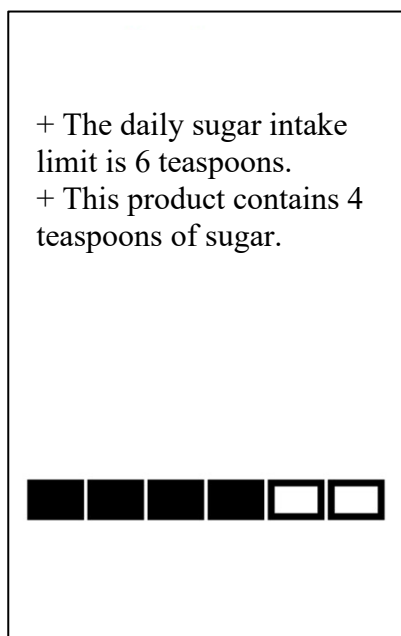 + The daily sugar intake
limit is 6 teaspoons.
+ This product contains 4
teaspoons of sugar.